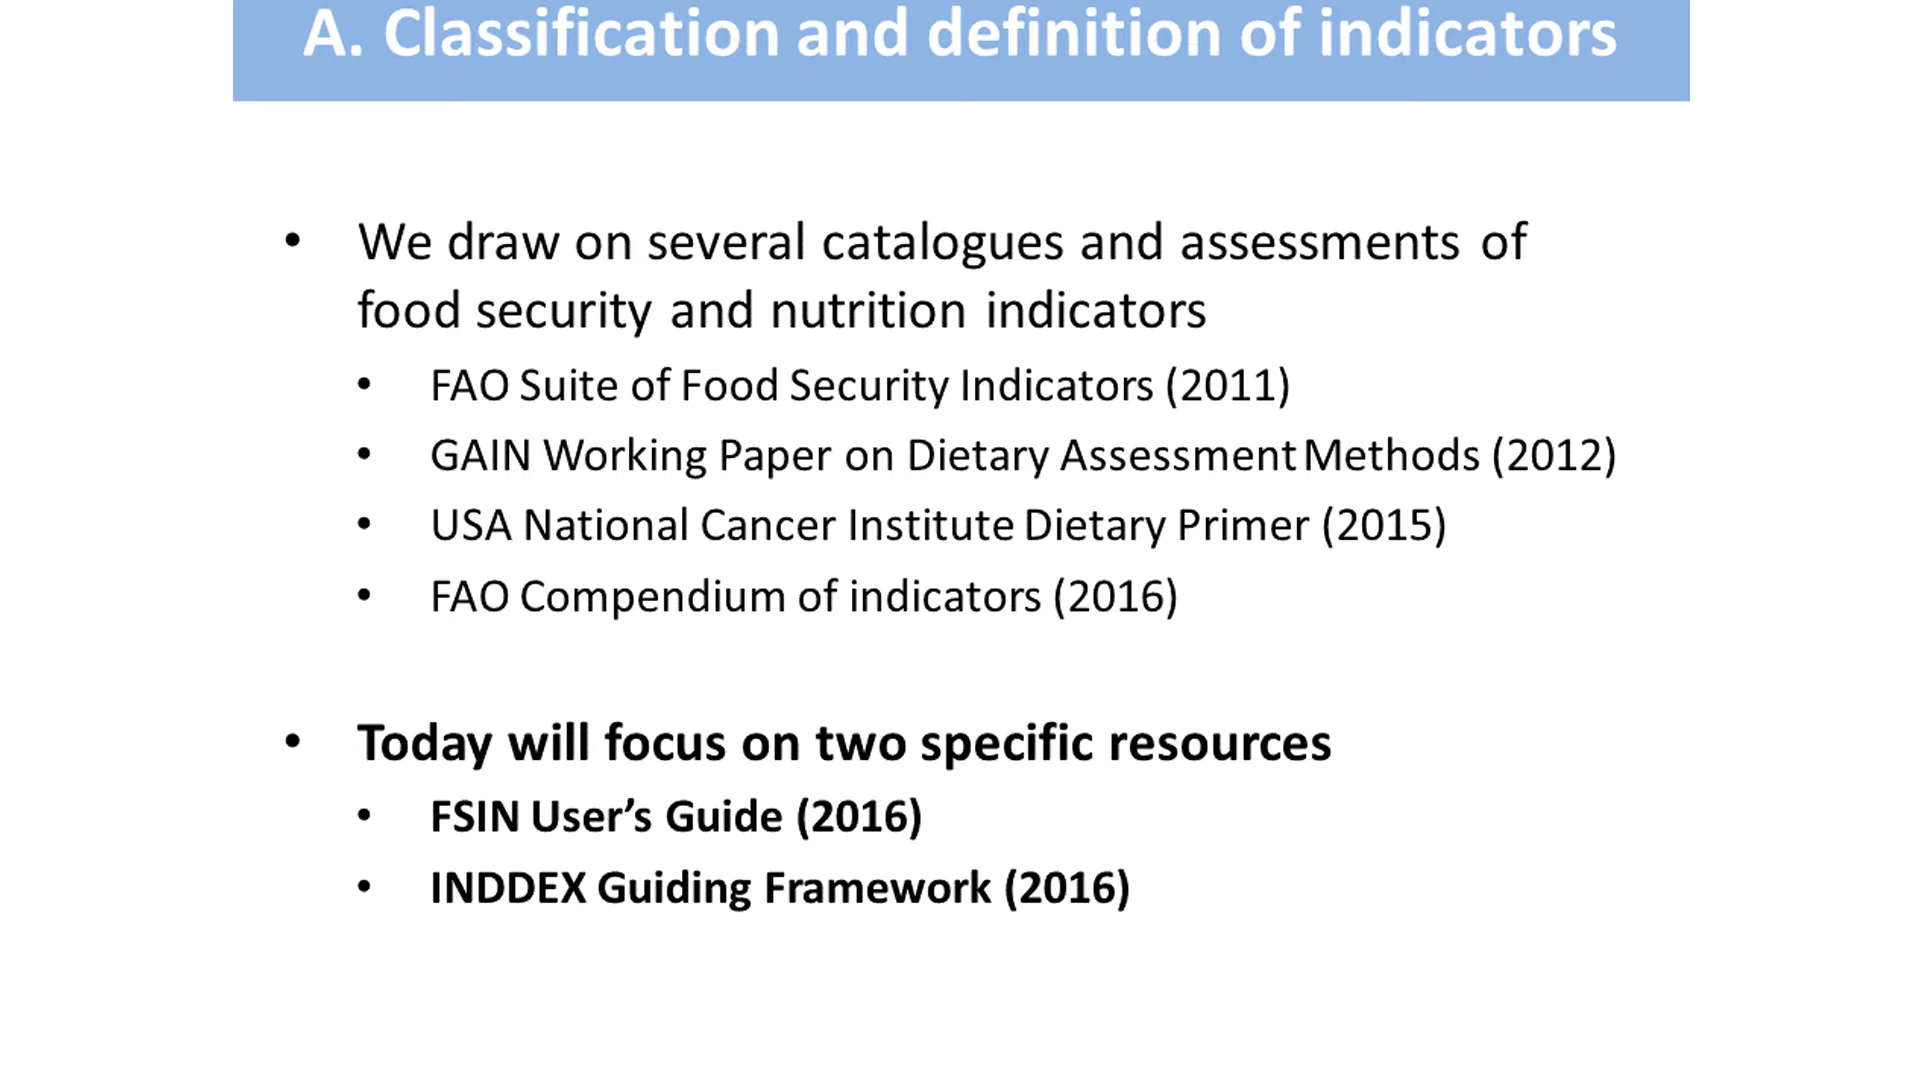 A. Classification and definition of indicators
• We draw on several catalogues and assessments of
food security and nutrition indicators
• FAO Suite of Food Security Indicators (2011)
• GAIN Working Paper on Dietary Assessment Methods (2012)
• USA National Cancer Institute Dietary Primer (2015)
• FAO Compendium of indicators (2016)
• Today will focus on two specific resources
• FSIN User’s Guide (2016)
• INDDEX Guiding Framework (2016)